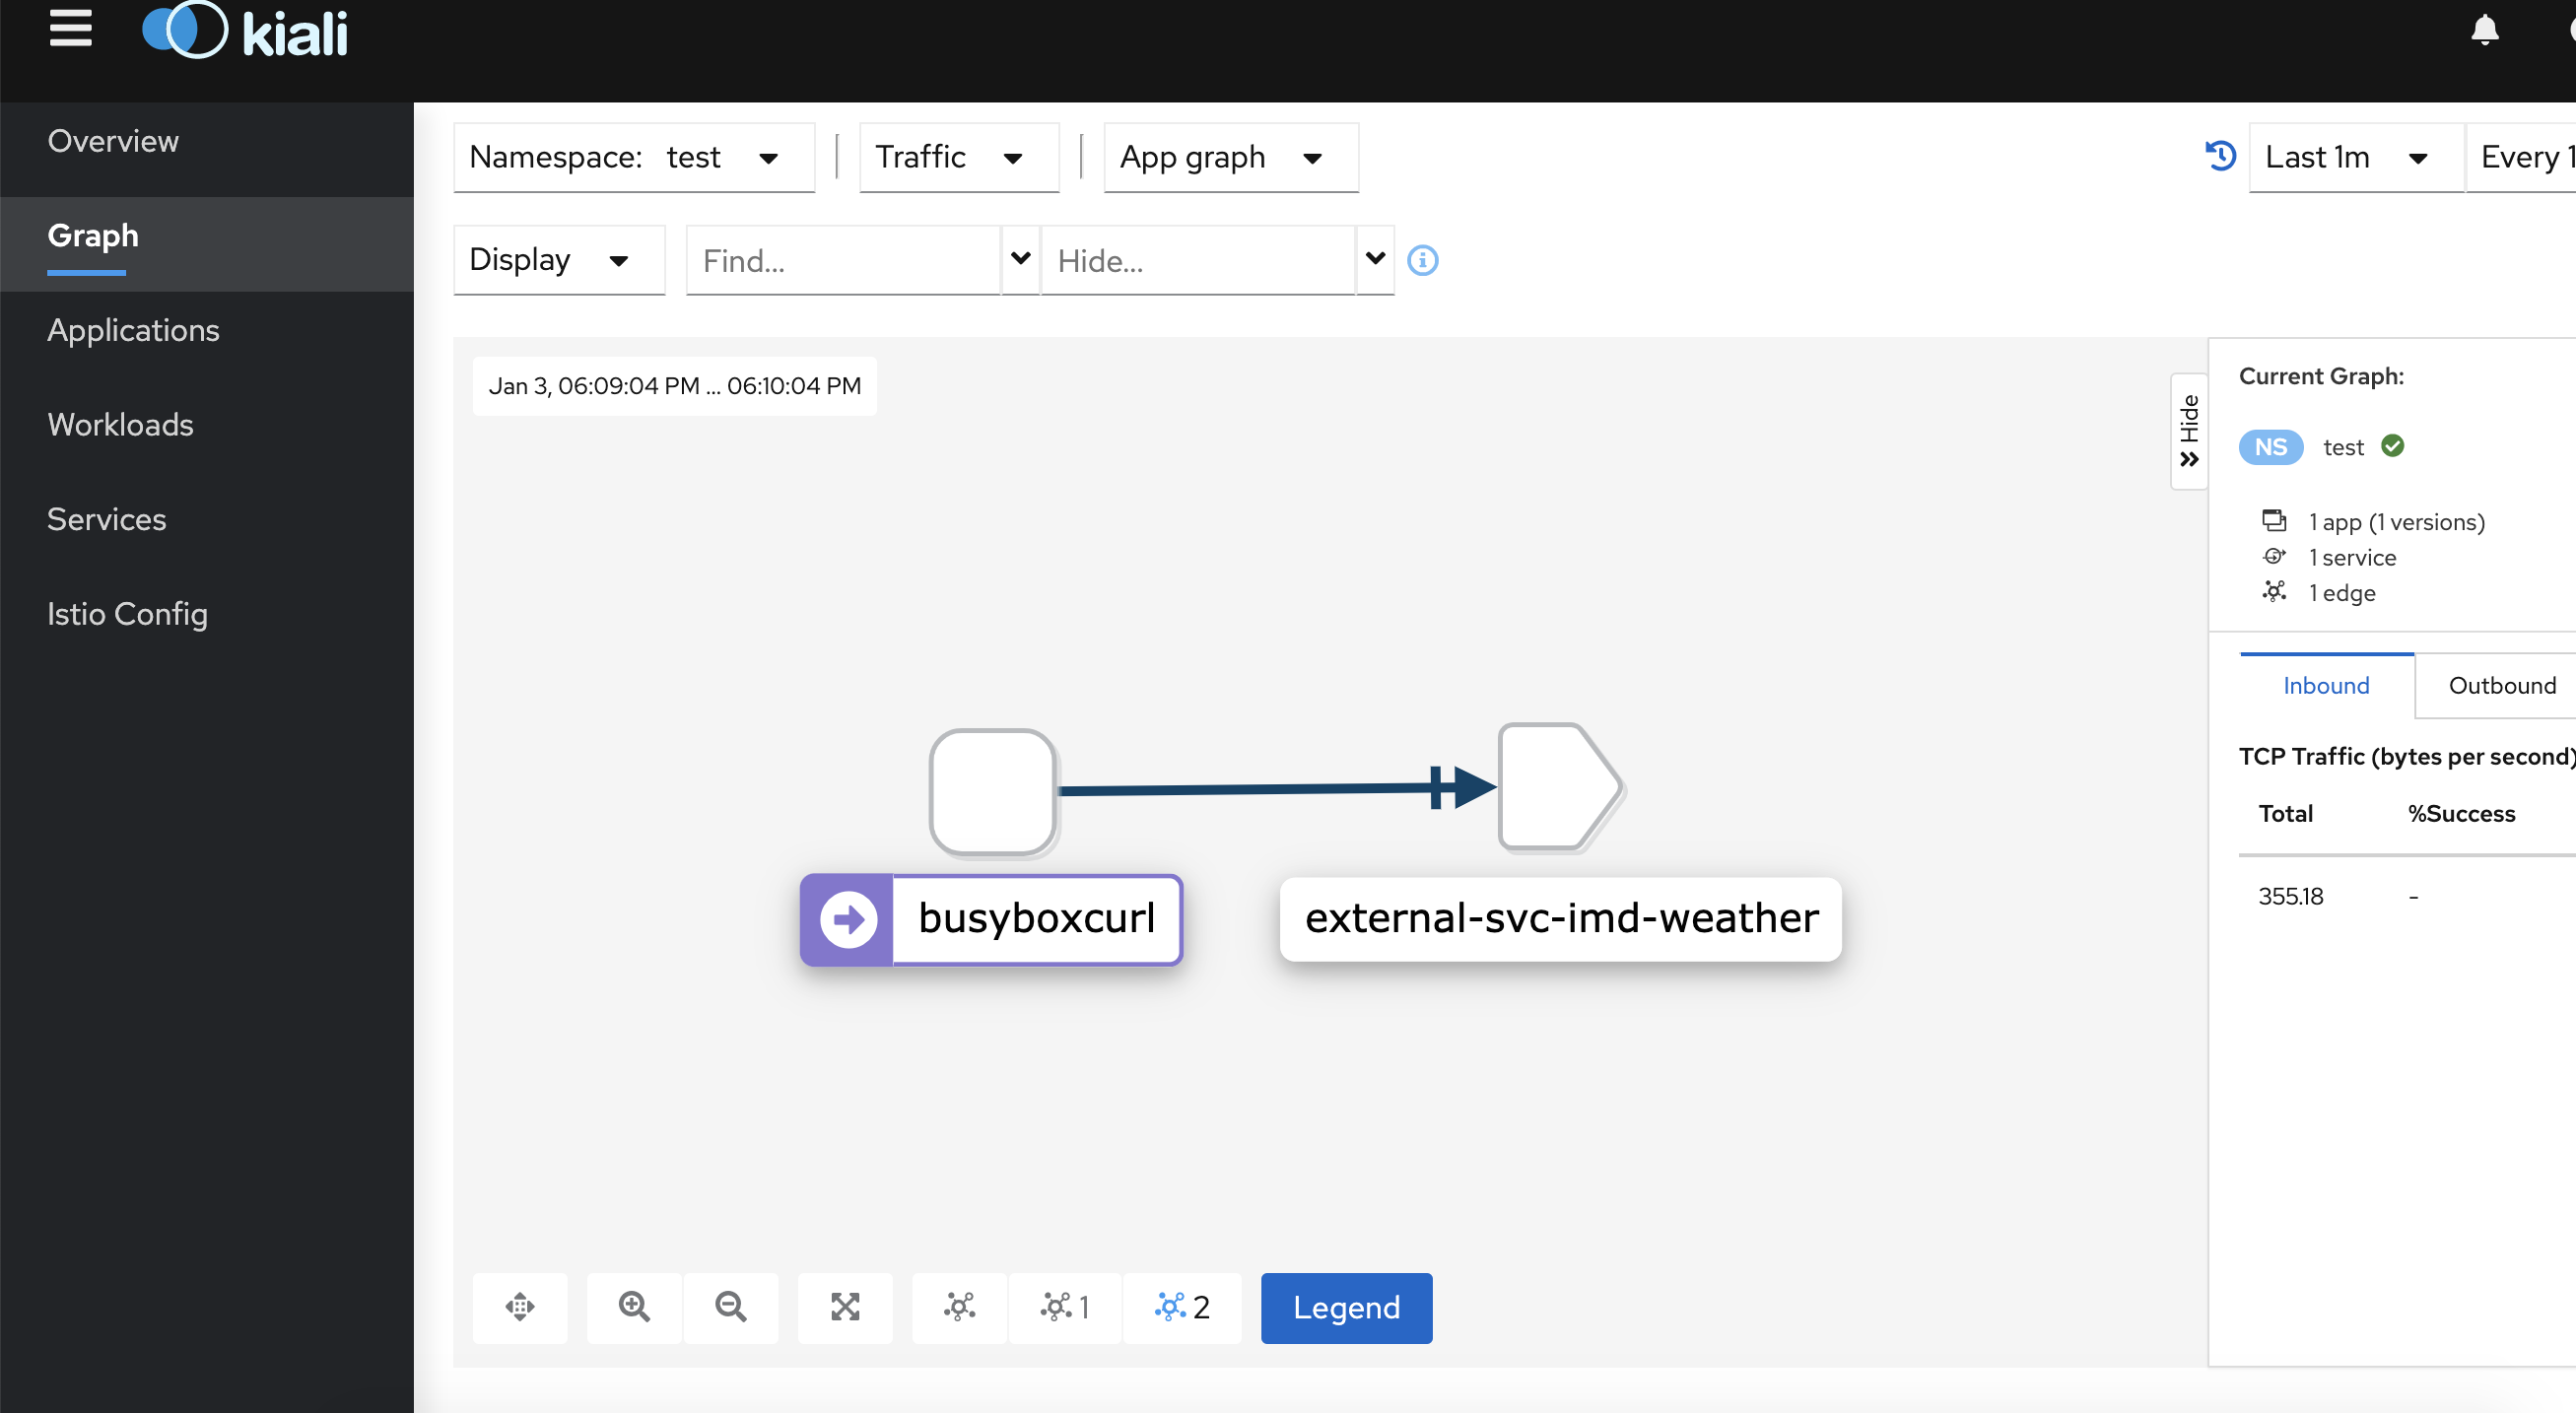 kiali
Overview
Graph
Applications
Workloads
Services
Istio Config
Namespace: test
Traffic
App graph
Last 1m
Every 1
Display
Find...
Hide...
Jan 3, 06:09:04 PM ... 06:10:04 PM
Hide
Current Graph:
NS test
1 app (1 versions)
1 service
1 edge
Inbound
Outbound
TCP Traffic (bytes per second)
Total %Success
355.18 -
busyboxcurl
external-svc-imd-weather
1
2
Legend